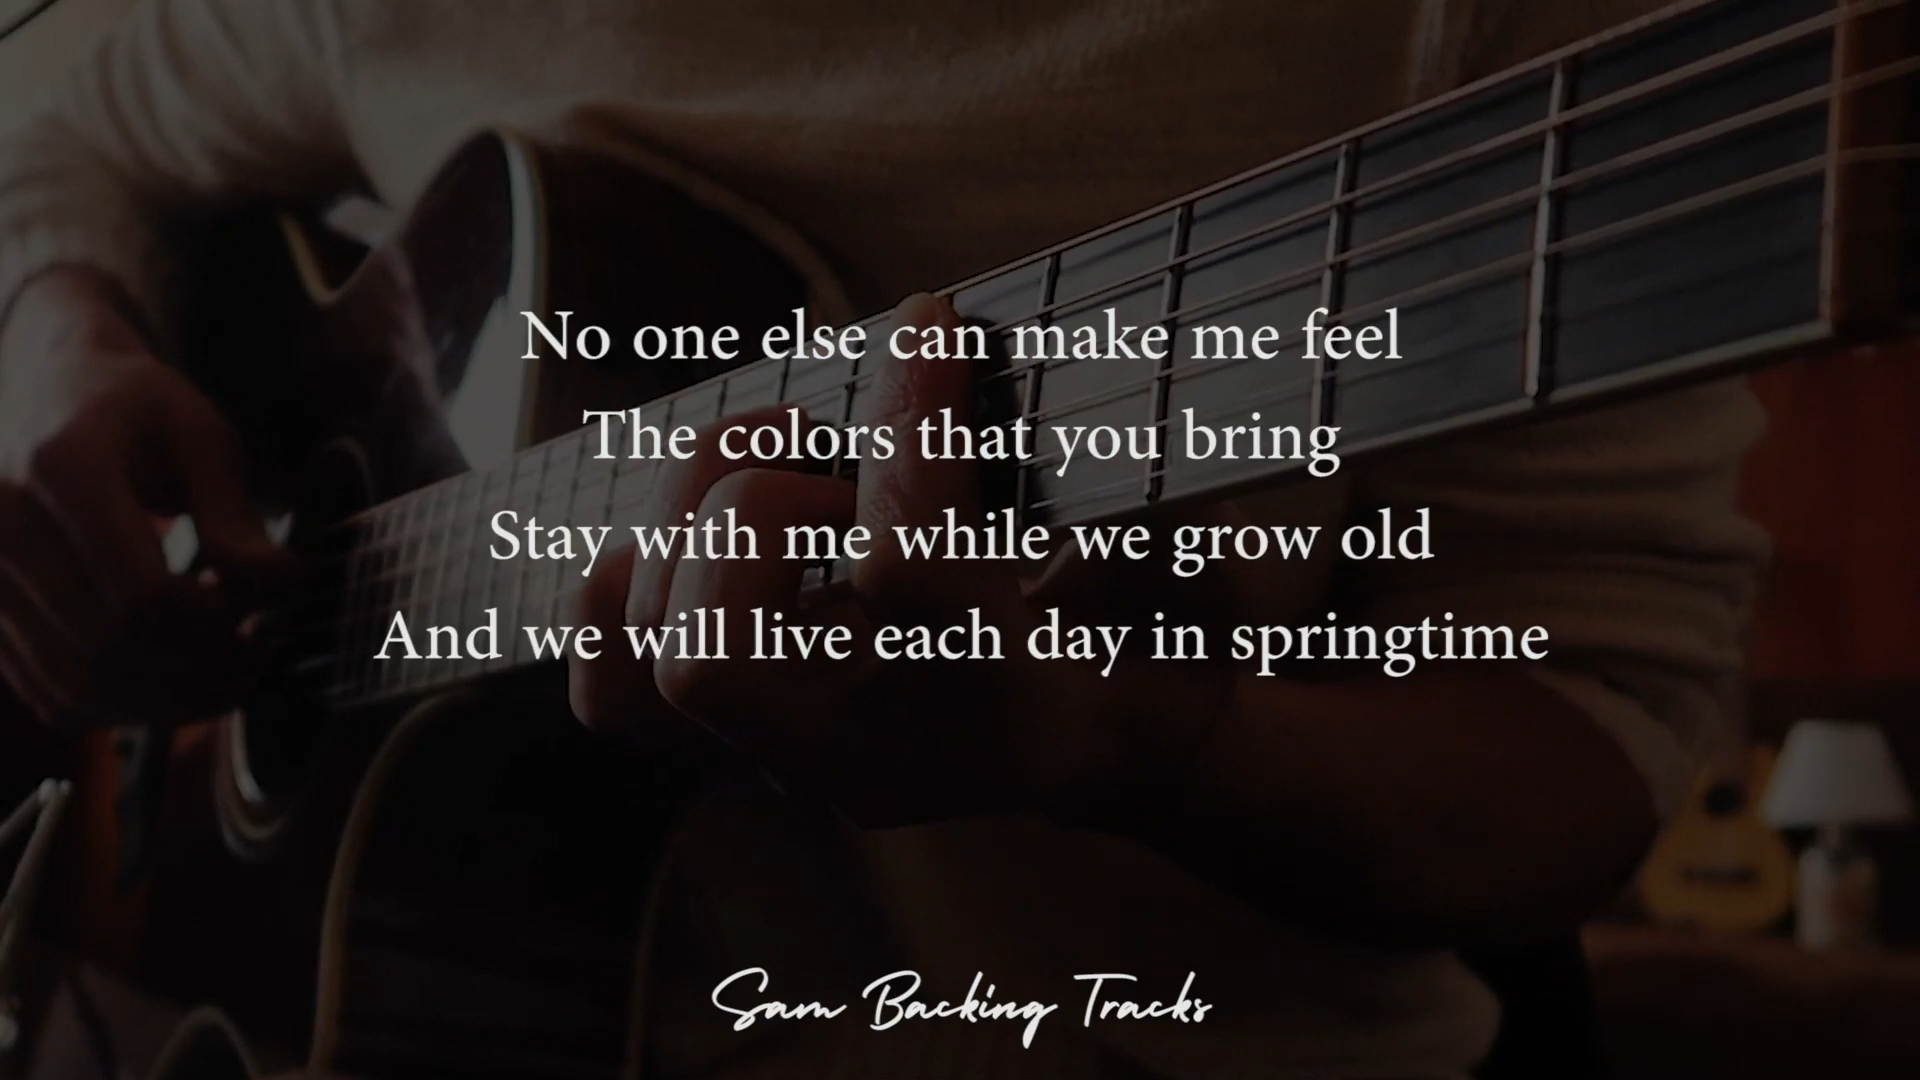 No one else can make me feel
The colors that you bring
Stay with me while we grow old
And we will live each day in springtime
Sam Backing Tracks